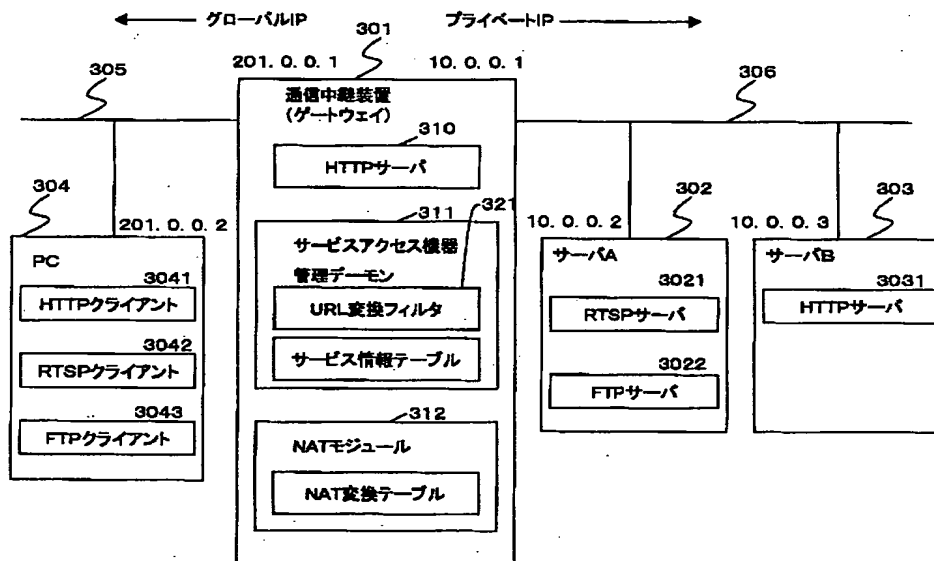 グローバルIP
プライベートIP
301
201. 0. 0. 1
10. 0. 0. 1
305
306
通信中継装置
(ゲートウェイ)
310
HTTPサーバ
304
201. 0. 0. 2
311
321
302
303
10. 0. 0. 2
10. 0. 0. 3
PC
3041
HTTPクライアント
3042
RTSPクライアント
3043
FTPクライアント
サービスアクセス機器
管理デーモン
URL変換フィルタ
サービス情報テーブル
312
NATモジュール
NAT変換テーブル
サーバA
3021
RTSPサーバ
3022
FTPサーバ
サーバB
3031
HTTPサーバ